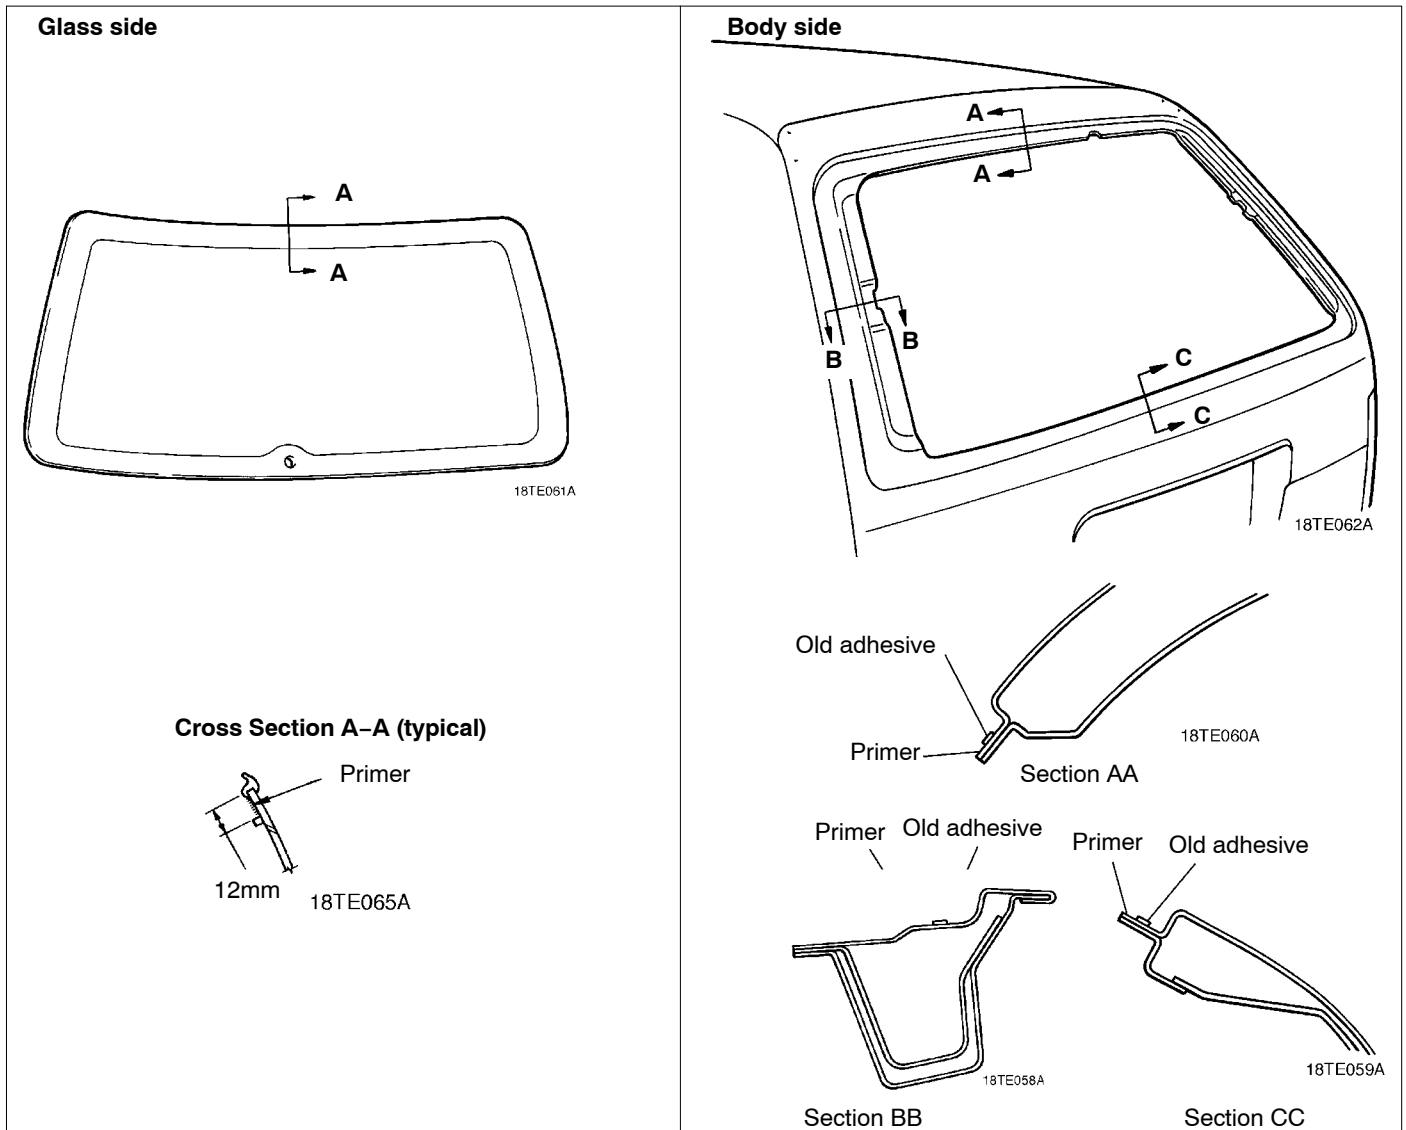 Glass side
A
A
18TE061A
Cross Section A–A (typical)
Primer
12mm
18TE065A
Body side
A
A
B
B
C
C
18TE062A
Old adhesive
Primer
18TE060A
Section AA
Primer
Old adhesive
18TE058A
Section BB
Primer
Old adhesive
18TE059A
Section CC